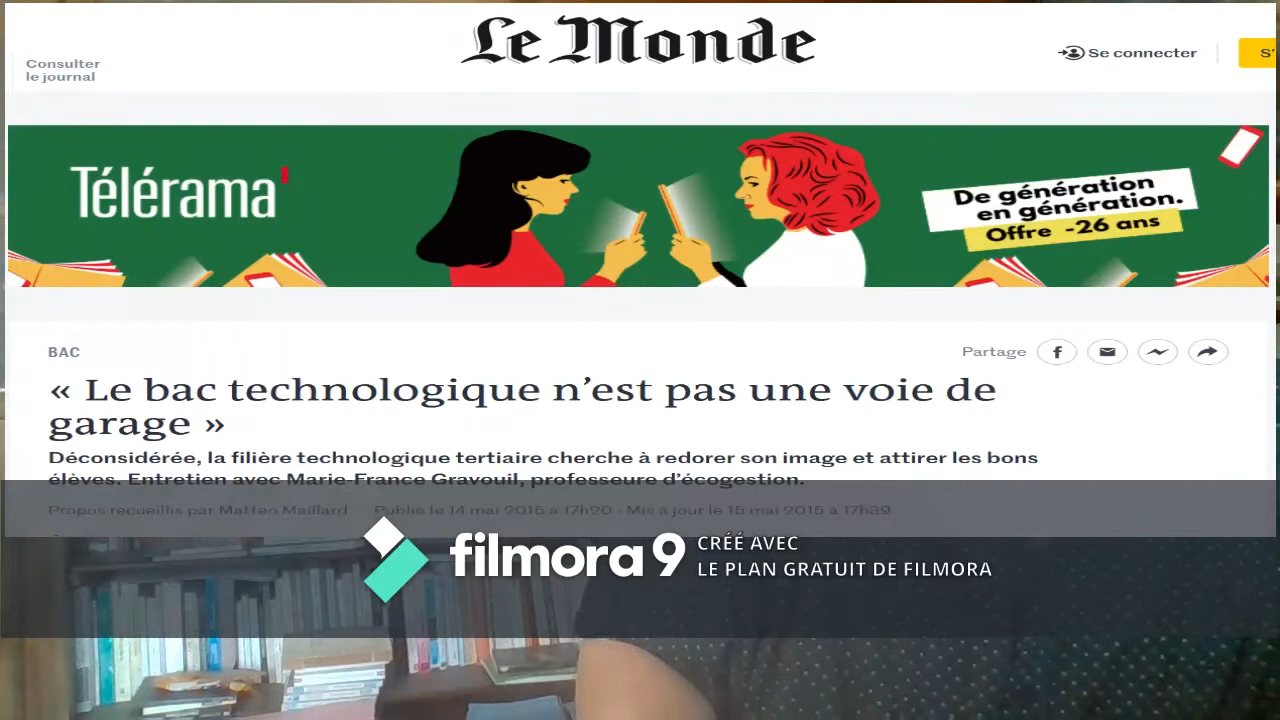 Le Monde
Consulter
le journal
Se connecter
S'
Télérama'
De génération
en génération.
Offre -26 ans
BAC
Partage
« Le bac technologique n'est pas une voie de
garage »
Déconsidérée, la filière technologique tertiaire cherche à redorer son image et attirer les bons
élèves. Entretien avec Marie-France Gravouil, professeure d'écogestion.
Propos recueillis par Matteo Maillard Publié le 14 mai 2015 à 17h20 - Mis à jour le 15 mai 2015 à 17h39
filmora 9
CRÉÉ AVEC
LE PLAN GRATUIT DE FILMORA